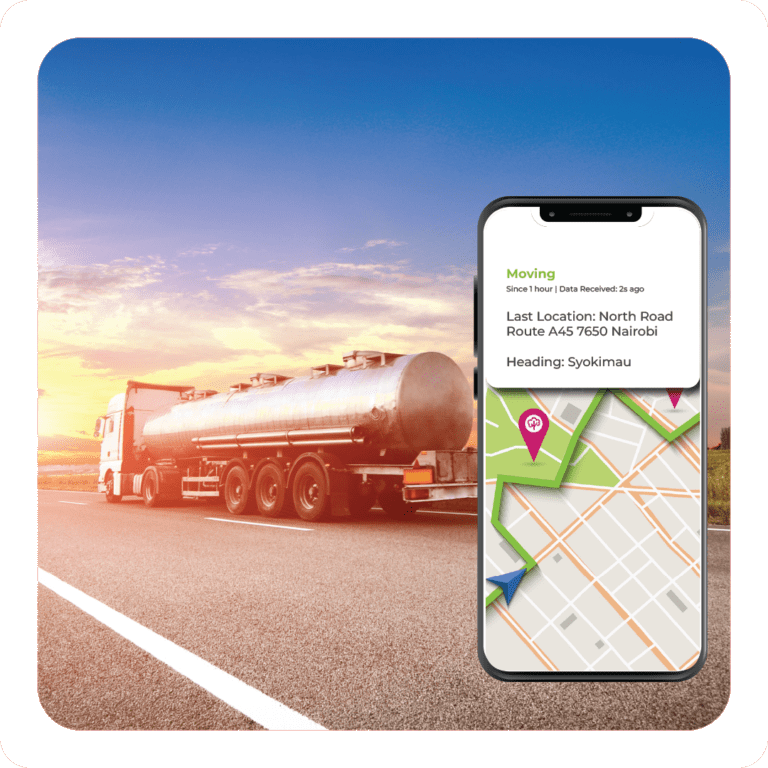 Moving
Since 1 hour | Data Received: 2s ago
Last Location: North Road
Route A45 7650 Nairobi
Heading: Syokimau